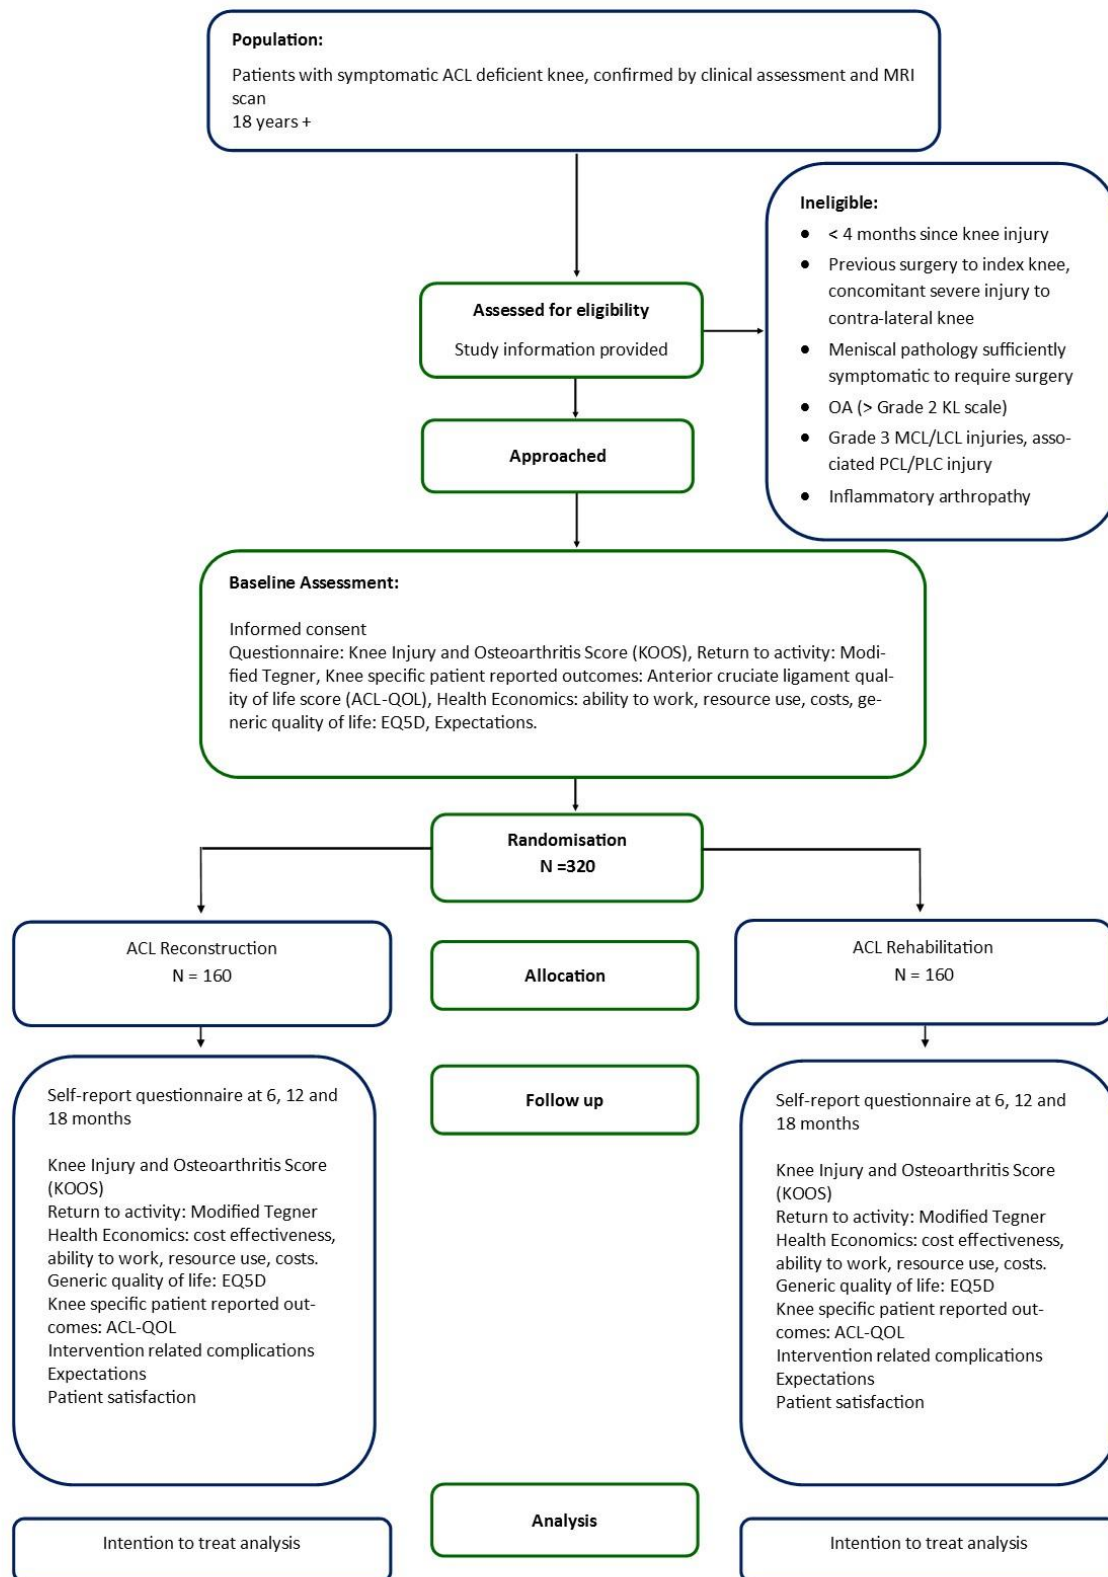 Population:
Patients with symptomatic ACL deficient knee, confirmed by clinical assessment and MRI
scan
18 years +
Ineligible:
● < 4 months since knee injury
● Previous surgery to index knee,
concomitant severe injury to
contra-lateral knee
● Meniscal pathology sufficiently
symptomatic to require surgery
● OA (> Grade 2 KL scale)
● Grade 3 MCL/LCL injuries, asso-
ciated PCL/PLC injury
● Inflammatory arthropathy
Assessed for eligibility
Study information provided
Approached
Baseline Assessment:
Informed consent
Questionnaire: Knee Injury and Osteoarthritis Score (KOOS), Return to activity: Modi-
fied Tegner, Knee specific patient reported outcomes: Anterior cruciate ligament qual-
ity of life score (ACL-QOL), Health Economics: ability to work, resource use, costs, ge-
neric quality of life: EQ5D, Expectations.
Randomisation
N =320
ACL Reconstruction
N = 160
Allocation
ACL Rehabilitation
N = 160
Self-report questionnaire at 6, 12 and
18 months
Knee Injury and Osteoarthritis Score
(KOOS)
Return to activity: Modified Tegner
Health Economics: cost effectiveness,
ability to work, resource use, costs.
Generic quality of life: EQ5D
Knee specific patient reported out-
comes: ACL-QOL
Intervention related complications
Expectations
Patient satisfaction
Follow up
Self-report questionnaire at 6, 12 and
18 months
Knee Injury and Osteoarthritis Score
(KOOS)
Return to activity: Modified Tegner
Health Economics: cost effectiveness,
ability to work, resource use, costs.
Generic quality of life: EQ5D
Knee specific patient reported out-
comes: ACL-QOL
Intervention related complications
Expectations
Patient satisfaction
Intention to treat analysis
Analysis
Intention to treat analysis